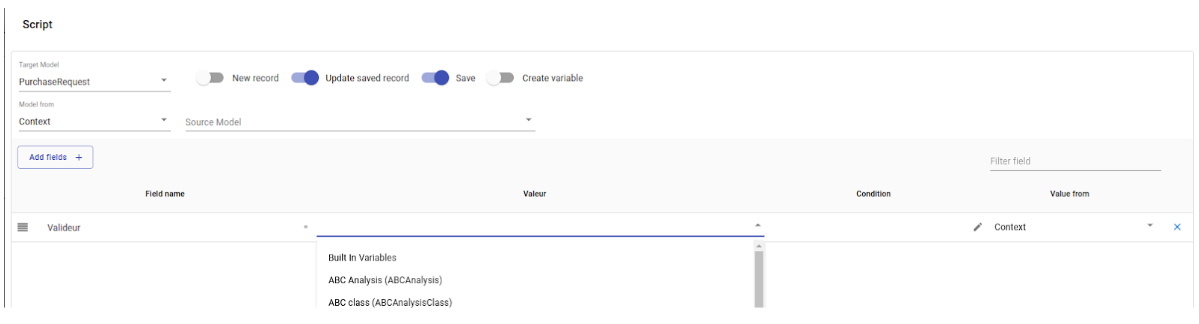 Script
Target Model
PurchaseRequest
New record
Update saved record
Save
Create variable
Model from
Context
Source Model
Add fields +
Filter field
Field name
Valeur
Condition
Value from
Valideur
Context
Built In Variables
ABC Analysis (ABCAnalysis)
ABC class (ABCAnalysisClass)